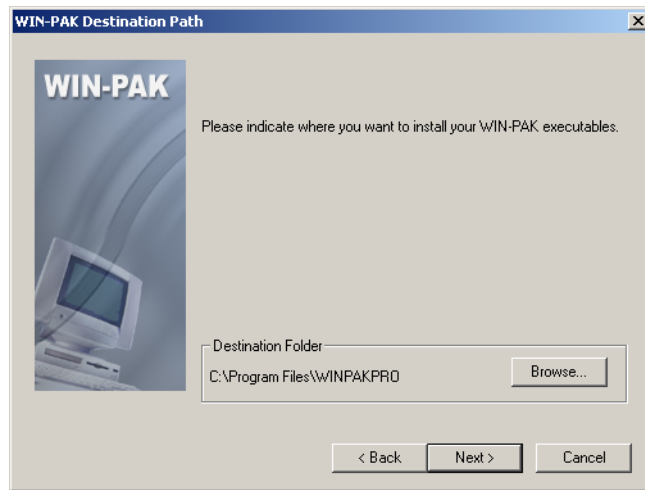 WIN-PAK Destination Path
WIN-PAK
Please indicate where you want to install your WIN-PAK executables.
Destination Folder
C:\Program Files\WINPAKPRO
Browse...
< Back
Next >
Cancel